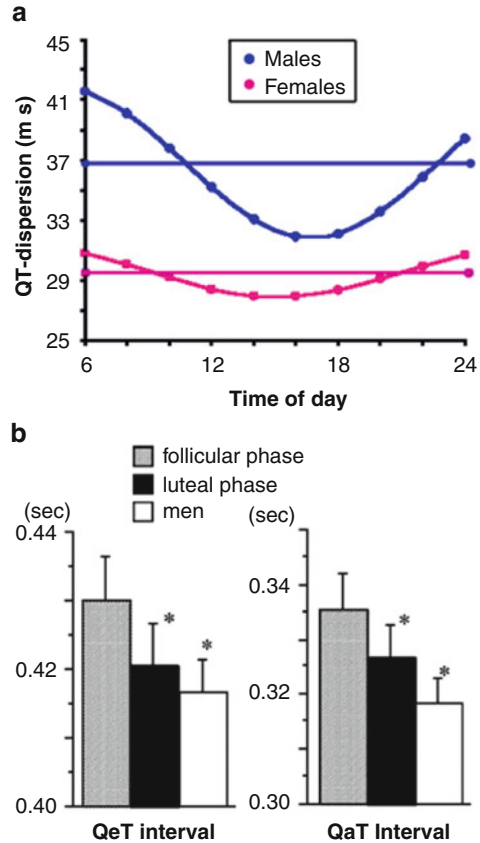 a
45
41
37
33
29
25
QT-dispersion (m s)
Males
Females
6 12 18 24
Time of day
b
follicular phase
luteal phase
men
(sec)
0.44
0.42
0.40
* *
QeT interval
(sec)
0.34
0.32
0.30
* *
QaT Interval